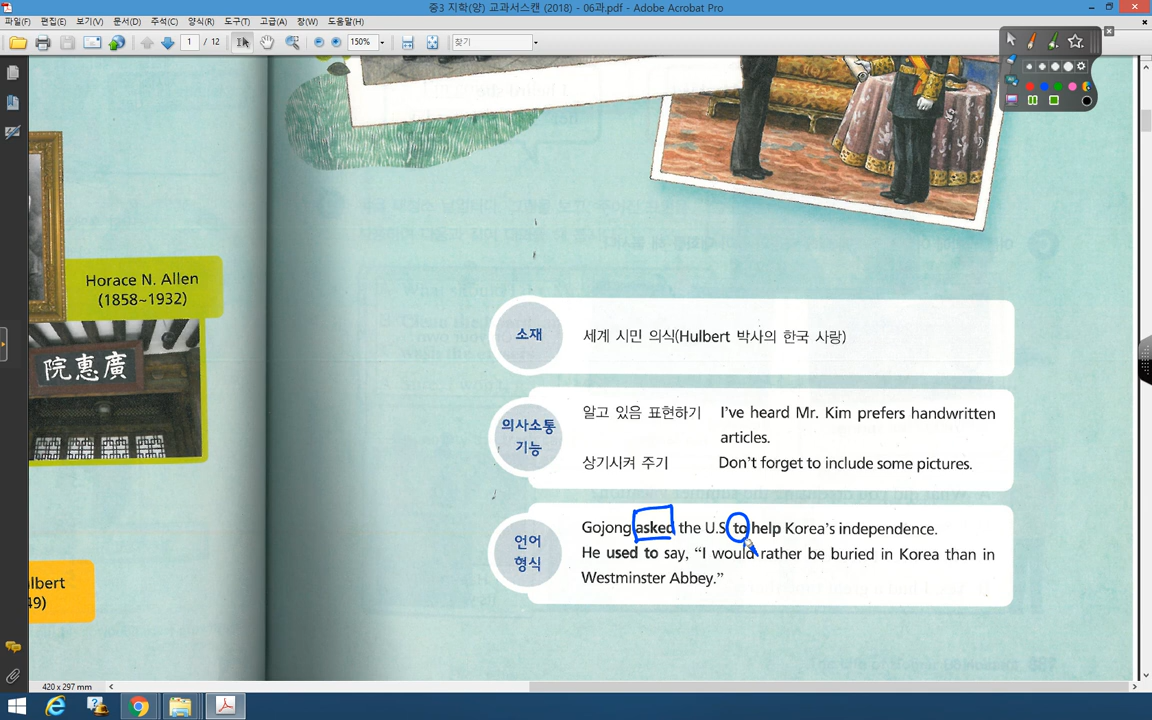 중3 지학(양) 교과서스캔 (2018) - 06과.pdf - Adobe Acrobat Pro
파일(F) 편집(E) 보기(V) 문서(D) 주석(C) 양식(R) 도구(T) 고급(A) 창(W) 도움말(H)
1 / 12 150% 찾기
Horace N. Allen
(1858~1932)
院惠廣
소재
세계 시민 의식(Hulbert 박사의 한국 사랑)
의사소통
기능
알고 있음 표현하기 I've heard Mr. Kim prefers handwritten
articles.
상기시켜 주기 Don't forget to include some pictures.
언어
형식
Gojong asked the U.S. to help Korea's independence.
He used to say, “I would rather be buried in Korea than in
Westminster Abbey.”
lbert
49)
420 x 297 mm